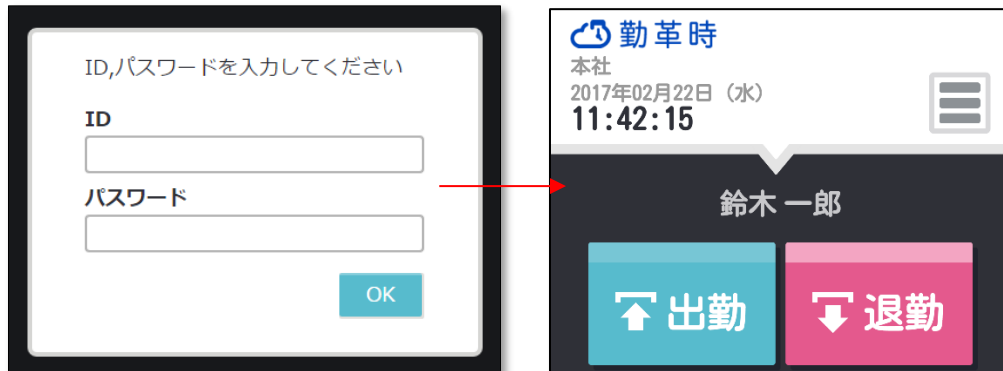 ID,パスワードを入力してください
ID
パスワード
OK
勤革時
本社
2017年02月22日（水）
11:42:15
鈴木 一郎
出勤
退勤